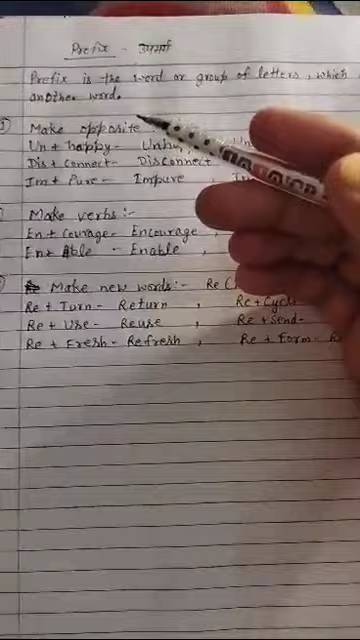 Prefix - उपसर्ग
Prefix is the word or group of letters, which
another word.
Make opposite
Un + happy -
Dis + connect - Disconnect
Im + Pure - Impure
Make verbs :-
En + Courage - Encourage ,
En + Able - Enable ,
Make new words :- Re
Re + Turn - Return , Re + Cycl
Re + Use - Reuse , Re + Send -
Re + Fresh - Refresh , Re + Form -